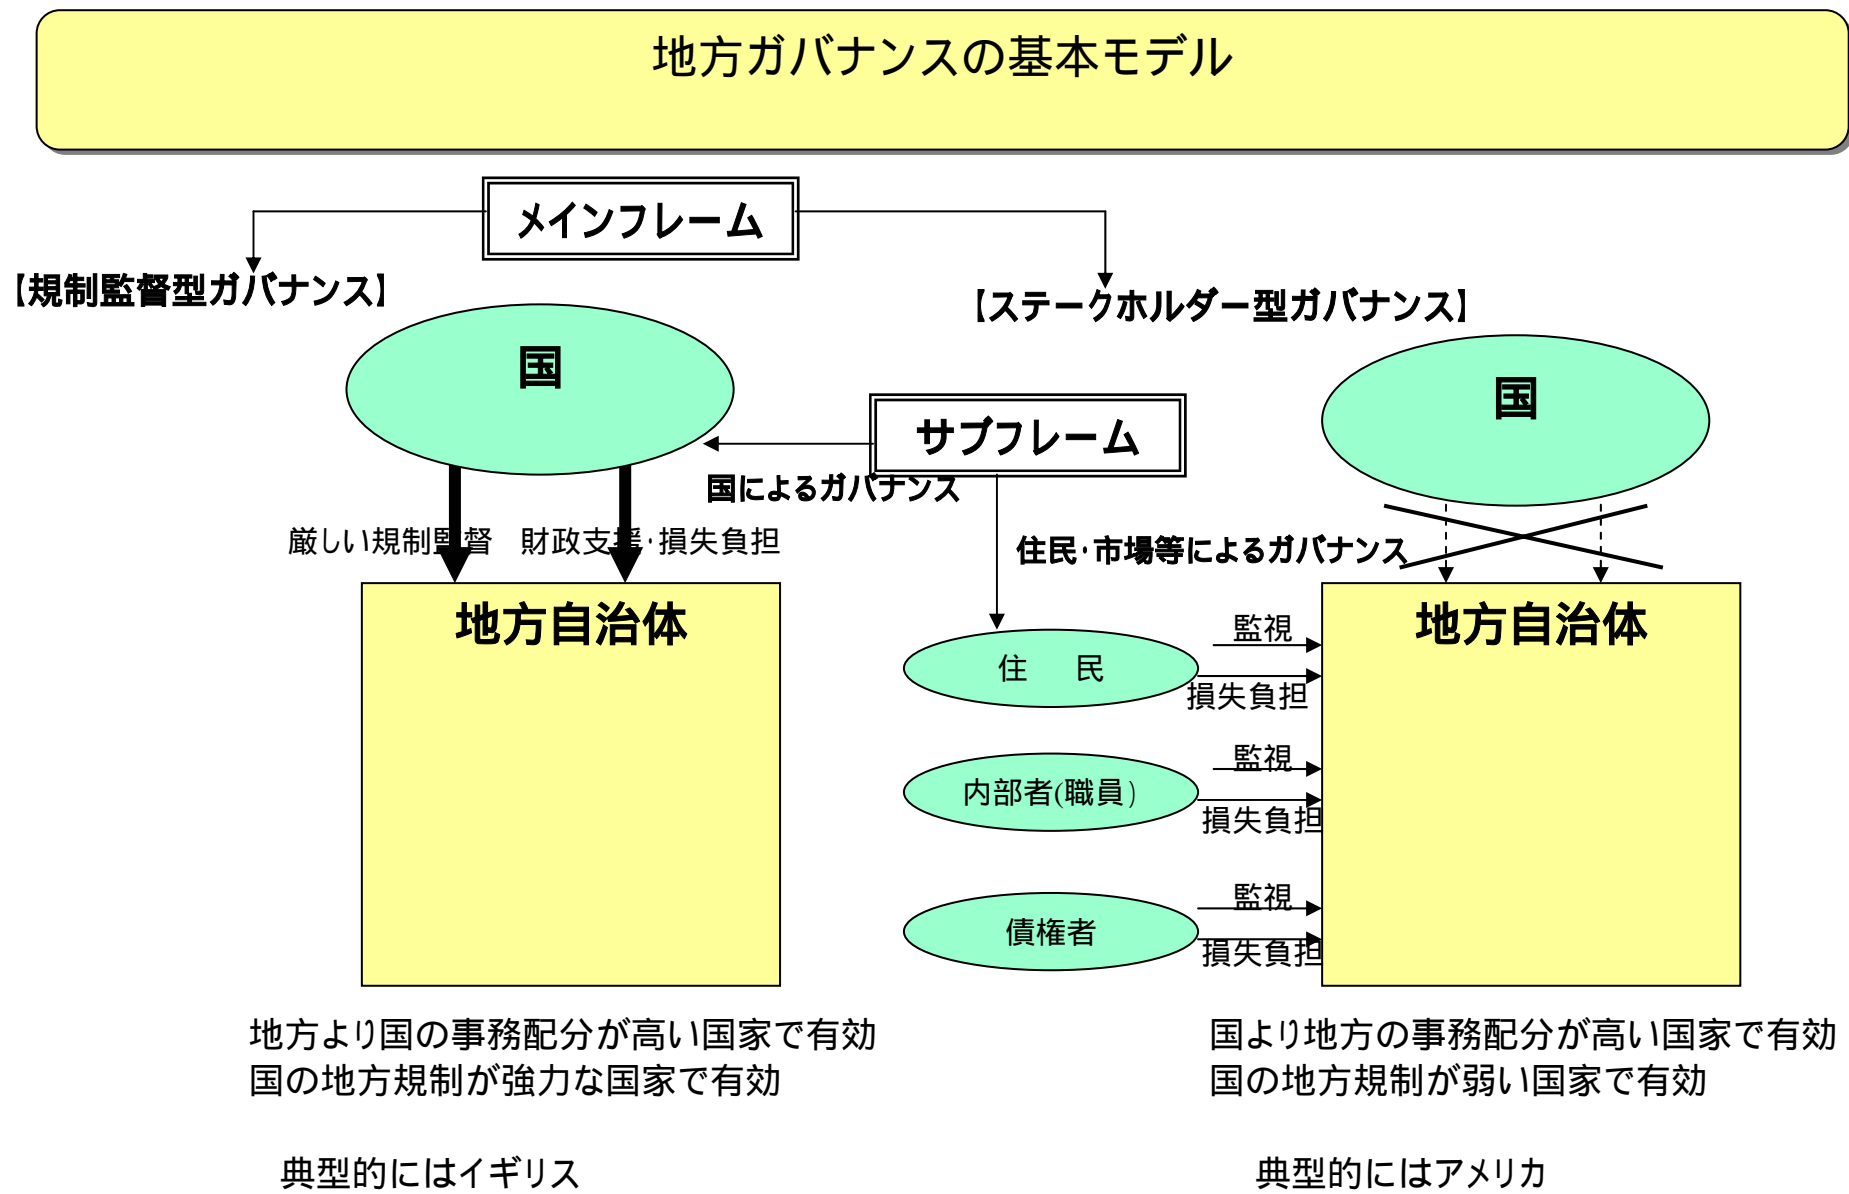 地方ガバナンスの基本モデル
メインフレーム
【規制監督型ガバナンス】
【ステークホルダー型ガバナンス】
国
国
サブフレーム
国によるガバナンス
厳しい規制監督 財政支援・損失負担
住民・市場等によるガバナンス
地方自治体
地方自治体
住 民
監視
損失負担
内部者(職員)
監視
損失負担
債権者
監視
損失負担
地方より国の事務配分が高い国家で有効
国の地方規制が強力な国家で有効
国より地方の事務配分が高い国家で有効
国の地方規制が弱い国家で有効
典型的にはイギリス
典型的にはアメリカ